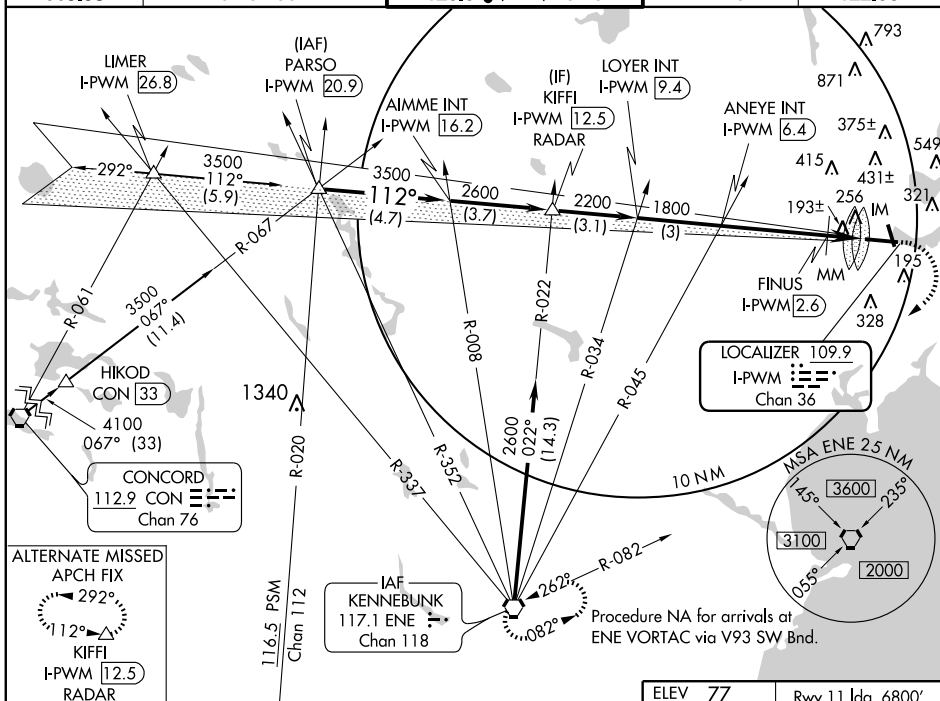 793
871
375±
549
415
431±
321
256
193±
IM
MM
195
328
LIMER
I-PWM 26.8
(IAF)
PARSO
I-PWM 20.9
AIMME INT
I-PWM 16.2
(IF)
KIFFI
I-PWM 12.5
RADAR
LOYER INT
I-PWM 9.4
ANEYE INT
I-PWM 6.4
FINUS
I-PWM 2.6
292°
3500
112°
(5.9)
3500
112°
(4.7)
2600
(3.7)
2200
(3.1)
1800
(3)
R-061
R-067
3500
067°
(11.4)
HIKOD
CON 33
4100
067° (33)
CONCORD
112.9 CON
Chan 76
1340
R-020
R-352
R-337
R-008
R-022
R-034
R-045
2600
022°
(14.3)
LOCALIZER 109.9
I-PWM
Chan 36
10 NM
MSA ENE 25 NM
145°
3600
235°
3100
055°
2000
ALTERNATE MISSED
APCH FIX
292°
112°
KIFFI
I-PWM 12.5
RADAR
116.5 PSM
Chan 112
IAF
KENNEBUNK
117.1 ENE
Chan 118
262°
R-082
082°
Procedure NA for arrivals at
ENE VORTAC via V93 SW Bnd.
ELEV 77
Rwy 11 ldg 6800'